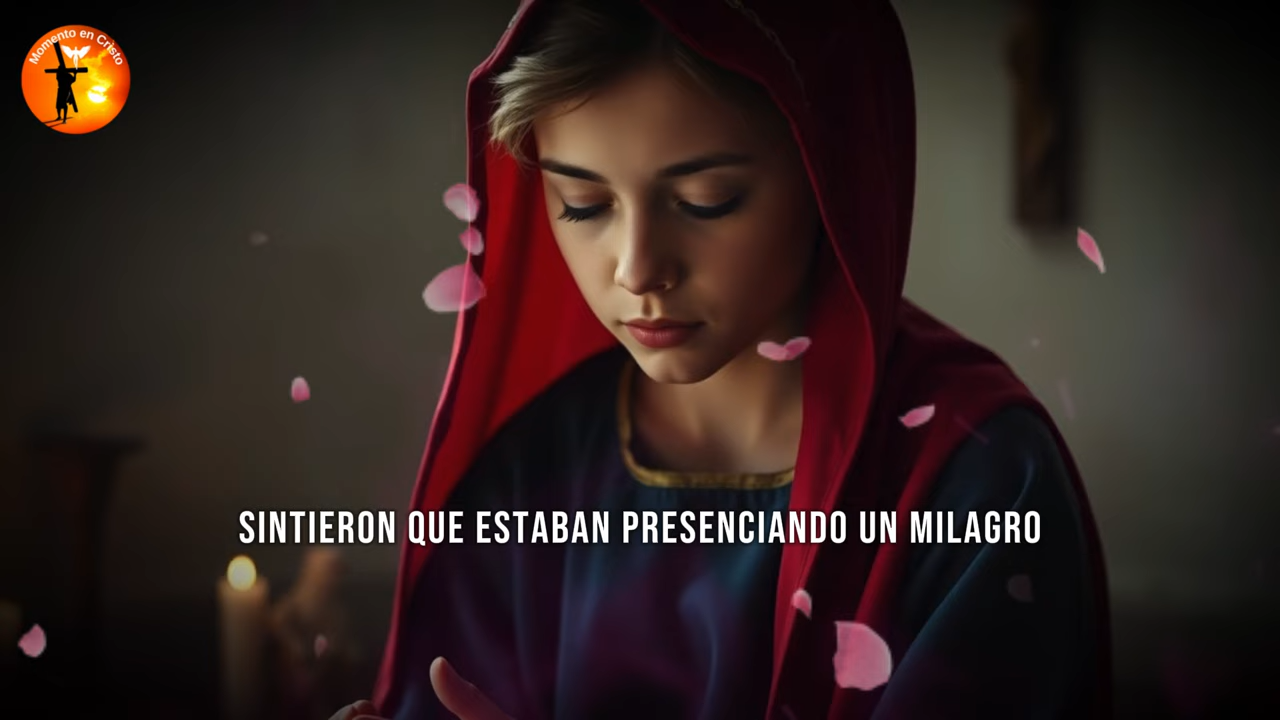 Momento en Cristo
SINTIERON QUE ESTABAN PRESENCIANDO UN MILAGRO